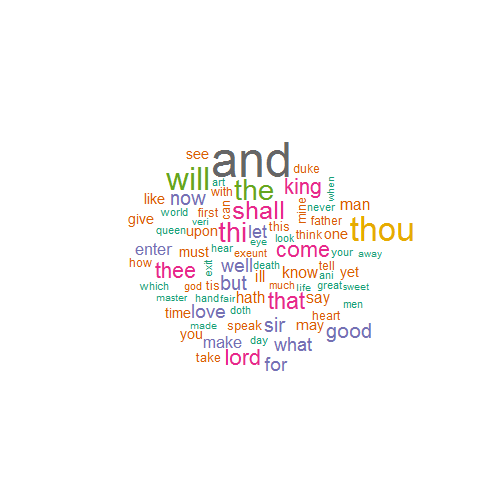 and
see
duke
will art the king when
with
like now can shall mine never man
world first father
give veri thi let this thou
queen upon think one
eye look
enter must hear exeunt come your away
how exit well death know tell yet
thee but ill ani
which god tis much life great sweet
master hand fair hath that say men
time love doth heart
made speak sir may good
you make day what
take lord for